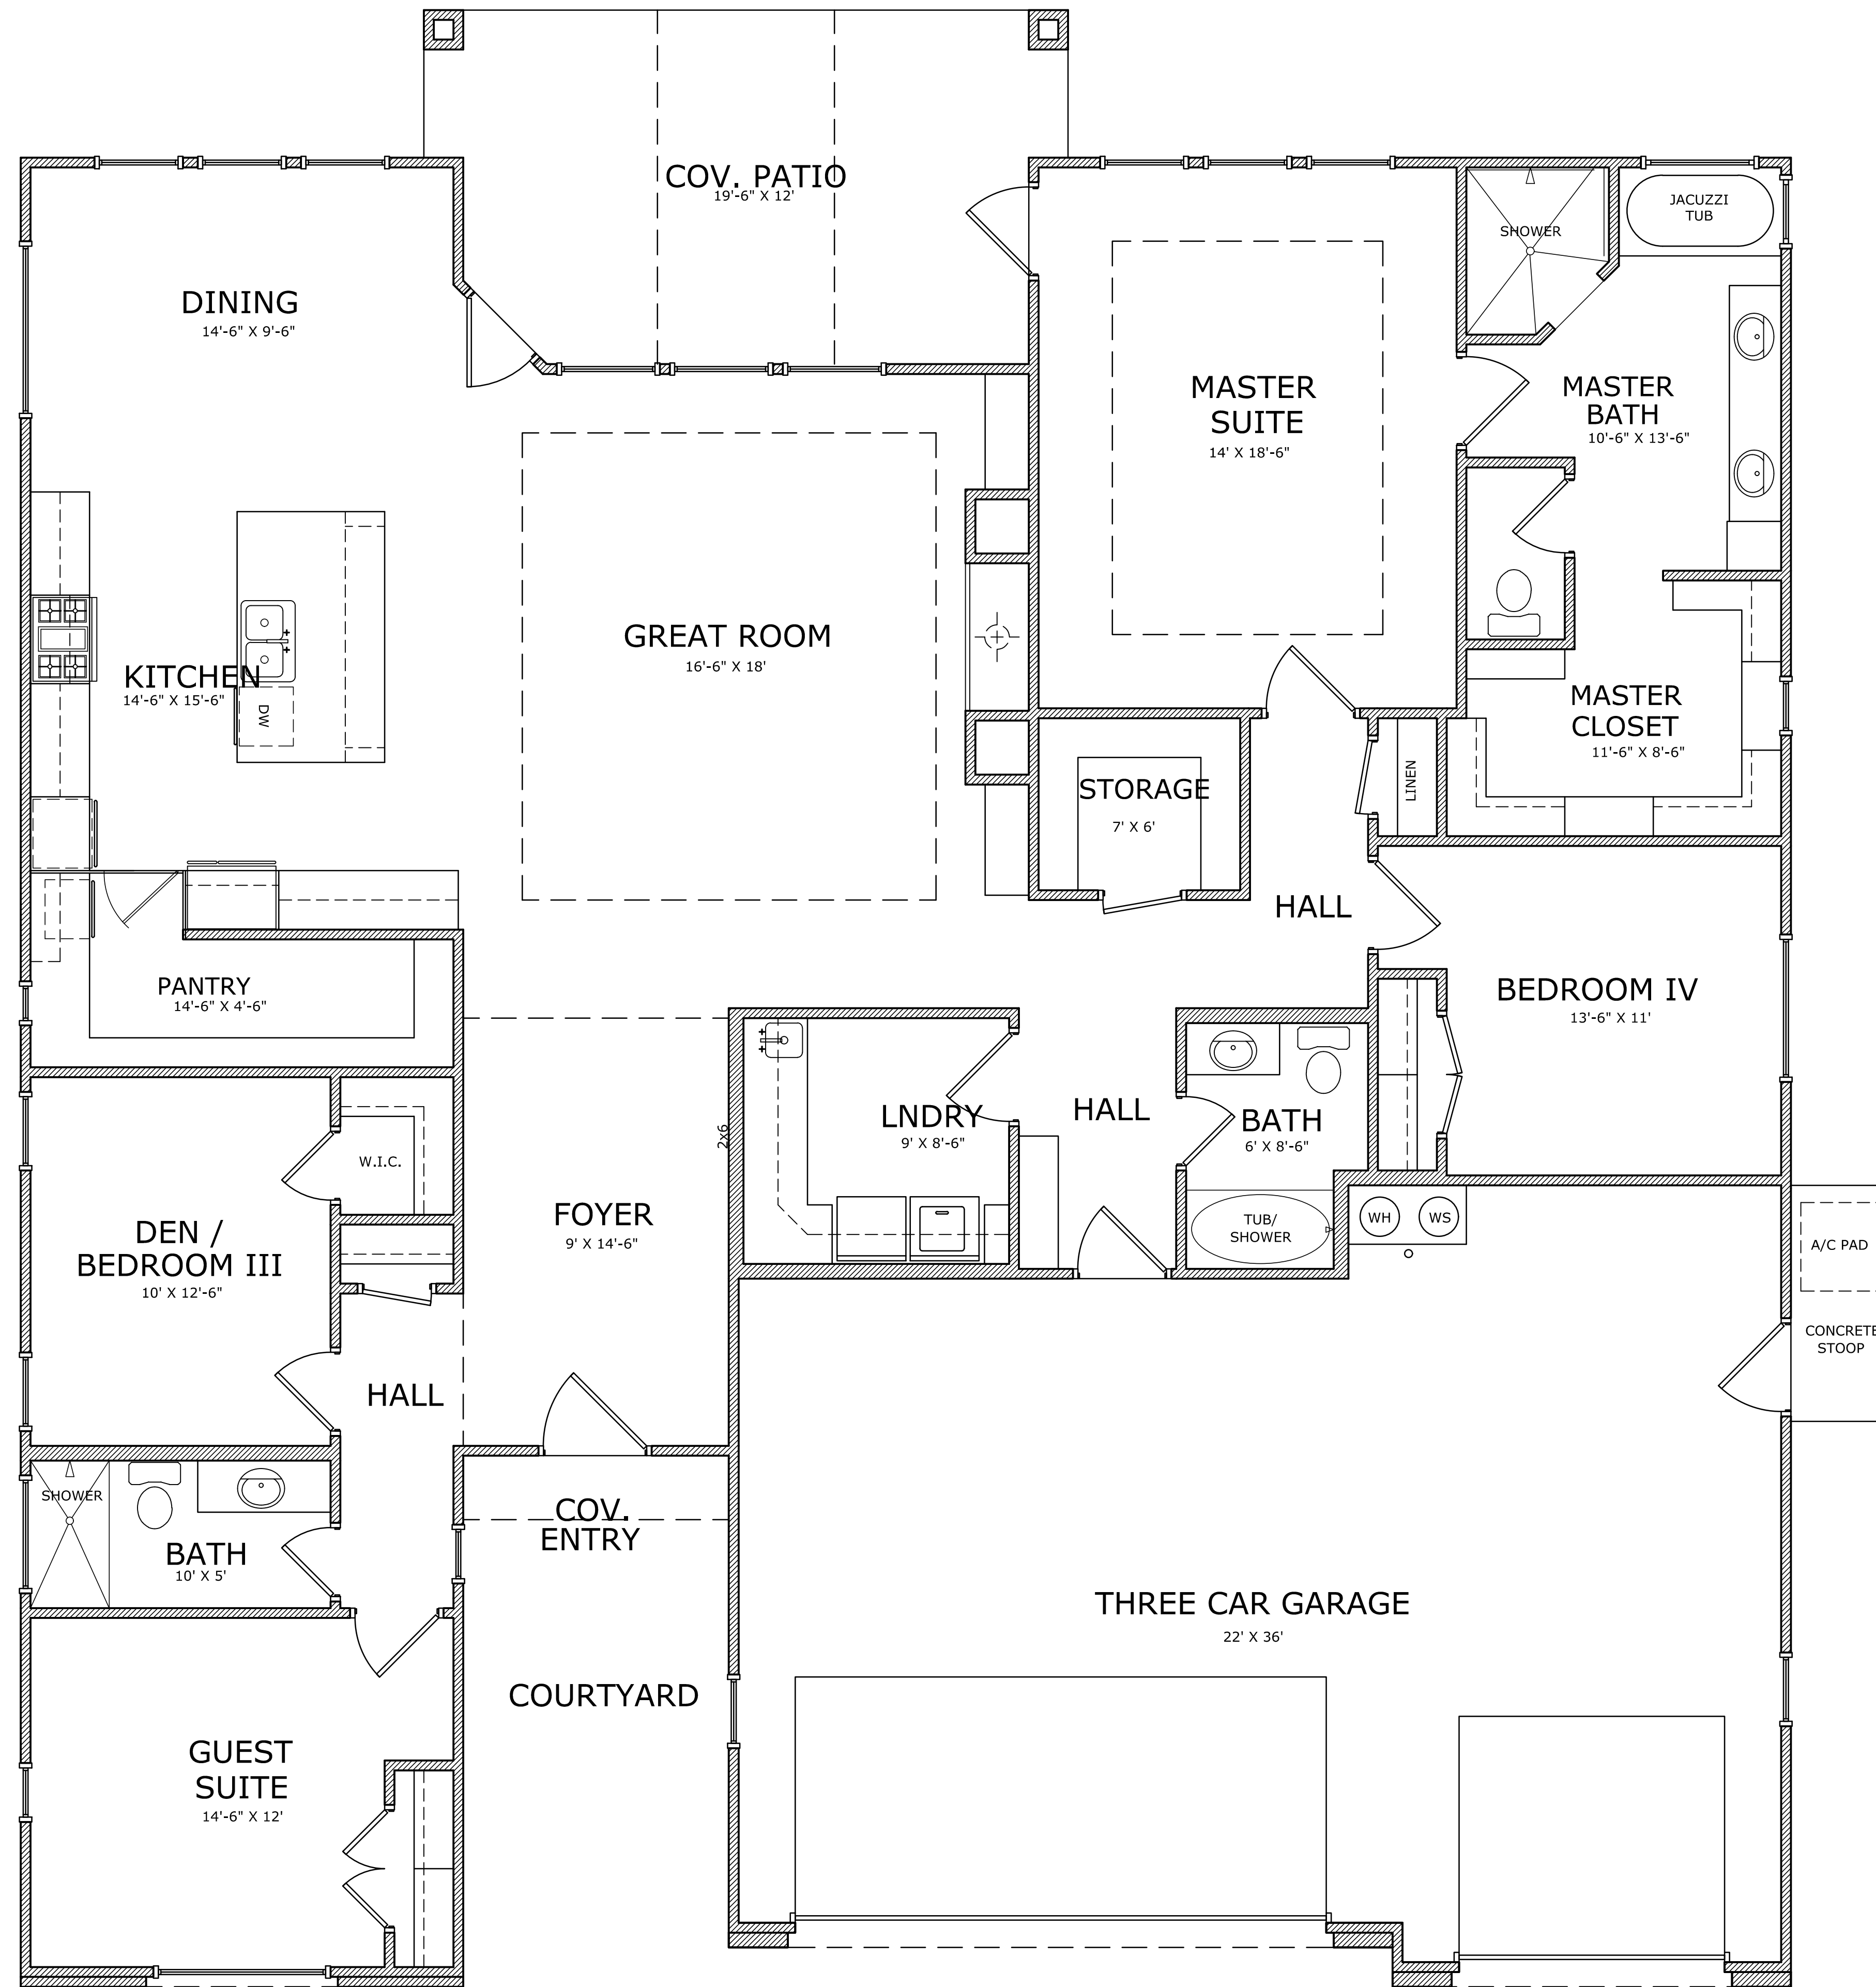 COV. PATIO
19'-6" X 12'
JACUZZI
TUB
SHOWER
DINING
14'-6" X 9'-6"
MASTER
SUITE
14' X 18'-6"
MASTER
BATH
10'-6" X 13'-6"
GREAT ROOM
16'-6" X 18'
KITCHEN
14'-6" X 15'-6"
DW
MASTER
CLOSET
11'-6" X 8'-6"
STORAGE
7' X 6'
LINEN
HALL
PANTRY
14'-6" X 4'-6"
BEDROOM IV
13'-6" X 11'
LNDRY
9' X 8'-6"
HALL
BATH
6' X 8'-6"
2x6
W.I.C.
FOYER
9' X 14'-6"
TUB/
SHOWER
WH
WS
A/C PAD
DEN /
BEDROOM III
10' X 12'-6"
CONCRETE
STOOP
HALL
SHOWER
COV.
ENTRY
BATH
10' X 5'
THREE CAR GARAGE
22' X 36'
COURTYARD
GUEST
SUITE
14'-6" X 12'